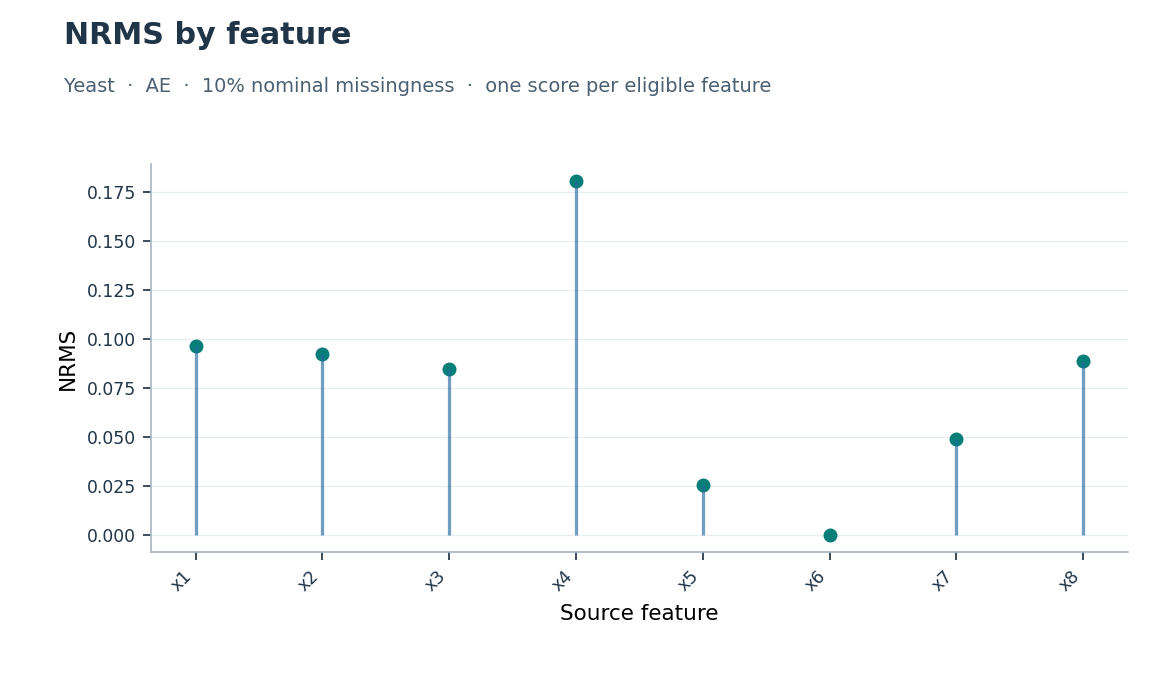 NRMS by feature
Yeast · AE · 10% nominal missingness · one score per eligible feature
NRMS
0.175
0.150
0.125
0.100
0.075
0.050
0.025
0.000
x1 x2 x3 x4 x5 x6 x7 x8
Source feature